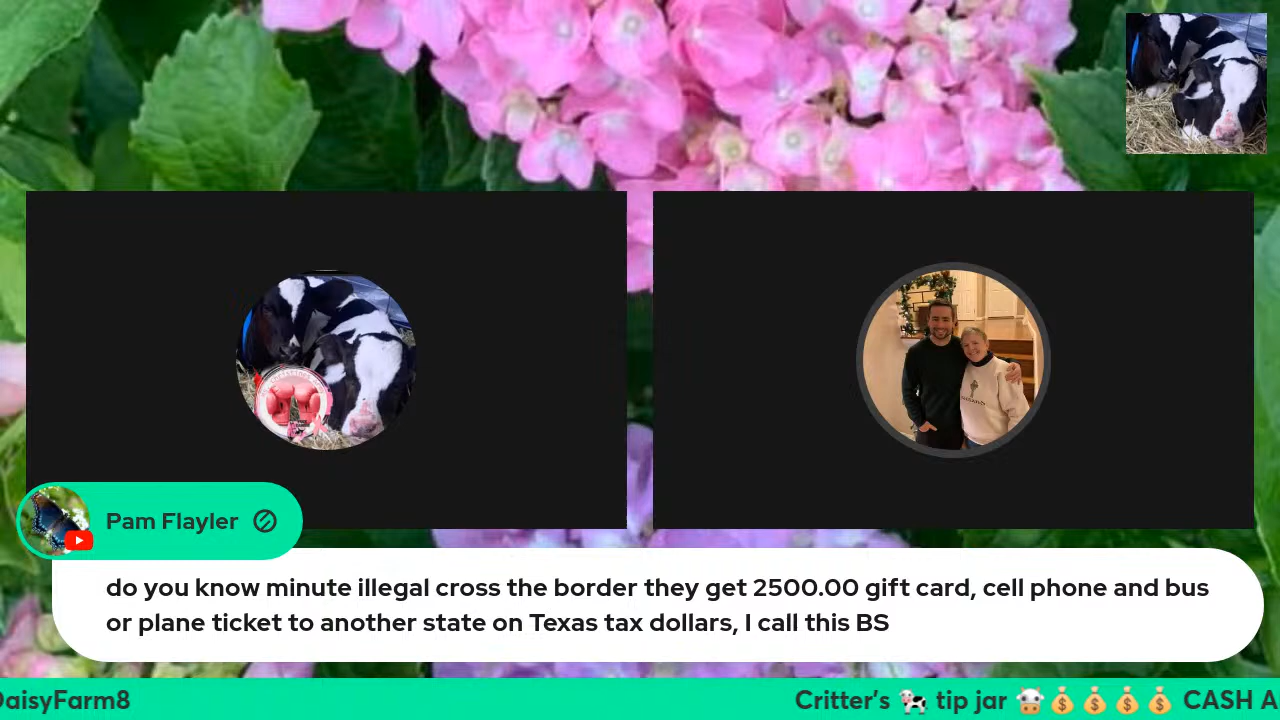 Pam Flayler
do you know minute illegal cross the border they get 2500.00 gift card, cell phone and bus
or plane ticket to another state on Texas tax dollars, I call this BS
DaisyFarm8 Critter's 🐄 tip jar 🐮💰💰💰💰 CASH A